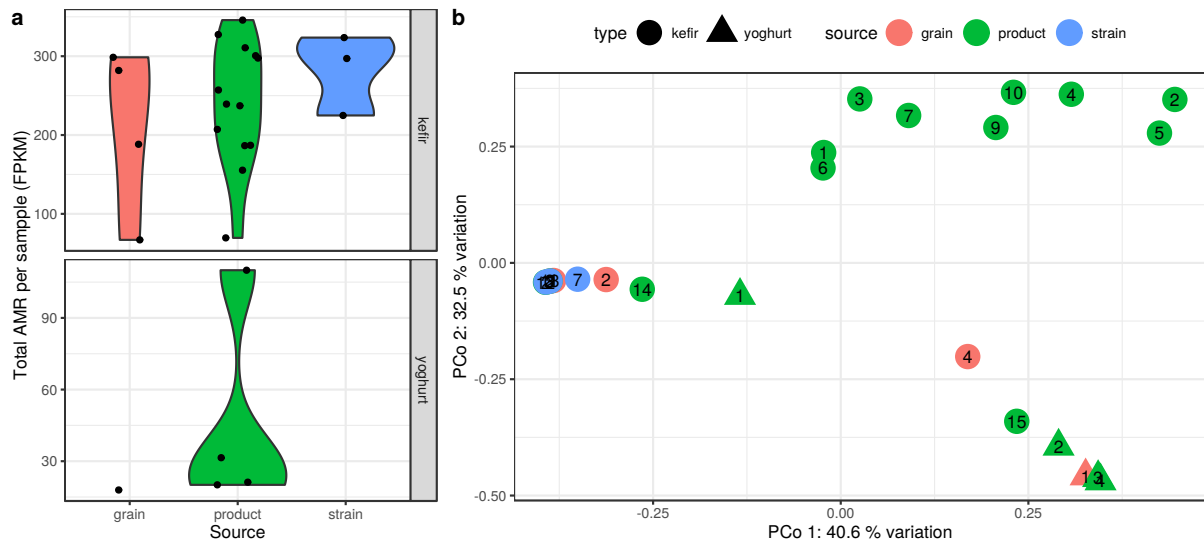 a
Total AMR per sampple (FPKM)
300
200
100
kefir
90
60
30
yoghurt
grain product strain
Source
b
type kefir yoghurt source grain product strain
PCo 2: 32.5 % variation
0.25
0.00
-0.25
-0.50
3
7
10
4
2
9
5
1
6
7
2
14
1
4
15
2
1
3
4
-0.25 0.00 0.25
PCo 1: 40.6 % variation